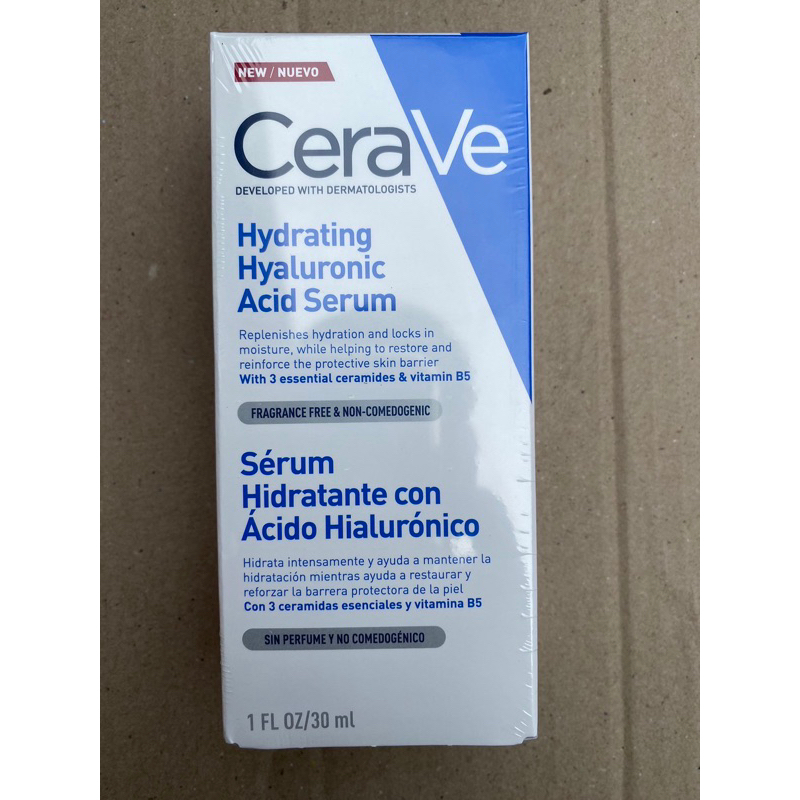 NEW / NUEVO
CeraVe
DEVELOPED WITH DERMATOLOGISTS
Hydrating
Hyaluronic
Acid Serum
Replenishes hydration and locks in
moisture, while helping to restore and
reinforce the protective skin barrier
With 3 essential ceramides & vitamin B5
FRAGRANCE FREE & NON-COMEDOGENIC
Sérum
Hidratante con
Ácido Hialurónico
Hidrata intensamente y ayuda a mantener la
hidratación mientras ayuda a restaurar y
reforzar la barrera protectora de la piel
Con 3 ceramidas esenciales y vitamina B5
SIN PERFUME Y NO COMEDOGÉNICO
1 FL OZ/30 ml